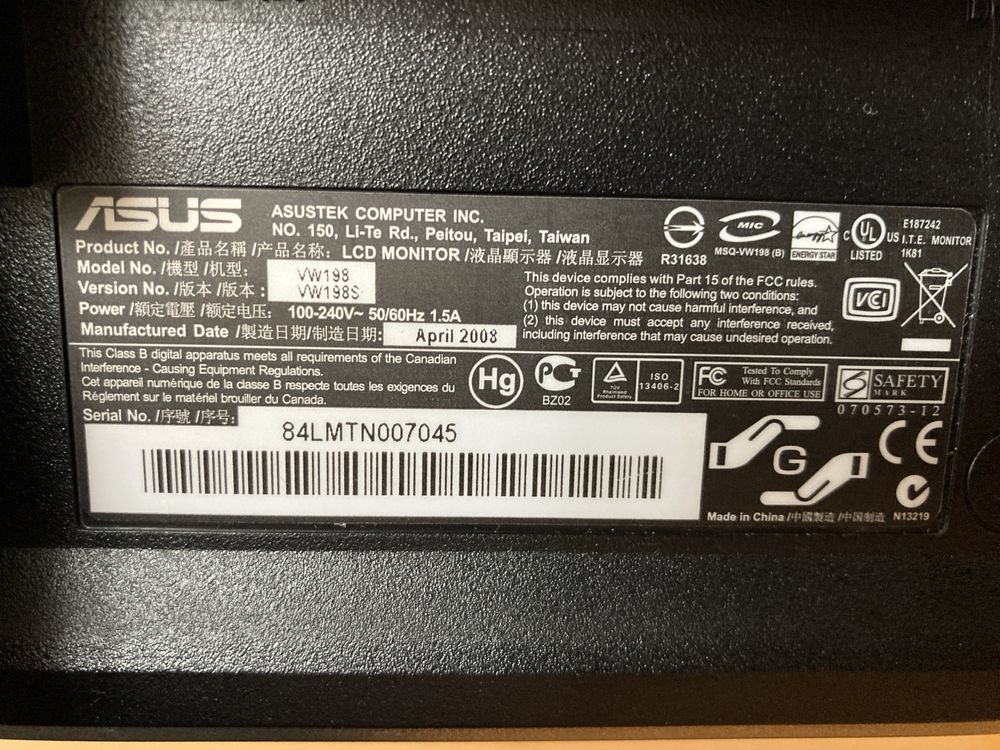 ASUS
ASUSTEK COMPUTER INC.
NO. 150, Li-Te Rd., Peitou, Taipei, Taiwan
Product No. /產品名稱 /产品名称: LCD MONITOR /液晶顯示器 /液晶显示器
Model No. /機型 /机型: VW198
Version No. /版本 /版本: VW198S
Power /額定電壓 /额定电压: 100-240V~ 50/60Hz 1.5A
Manufactured Date /製造日期/制造日期: April 2008
R31638
MIC
MSQ-VW198 (B)
ENERGY STAR
C UL US
LISTED
E187242
I.T.E. MONITOR
1K81
This device complies with Part 15 of the FCC rules.
Operation is subject to the following two conditions:
(1) this device may not cause harmful interference, and
(2) this device must accept any interference received,
including interference that may cause undesired operation.
VCI
This Class B digital apparatus meets all requirements of the Canadian
Interference - Causing Equipment Regulations.
Cet appareil numérique de la classe B respecte toutes les exigences du
Réglement sur le matériel brouiller du Canada.
Hg
PCT
BZ02
TÜV
Rheinland
Product Safety
ISO
13406-2
FC
Tested To Comply
With FCC Standards
FOR HOME OR OFFICE USE
S SAFETY
MARK
070573-12
Serial No. /序號 /序号:
84LMTN007045
G
CE
Made in China /中國製造 /中国制造
N13219